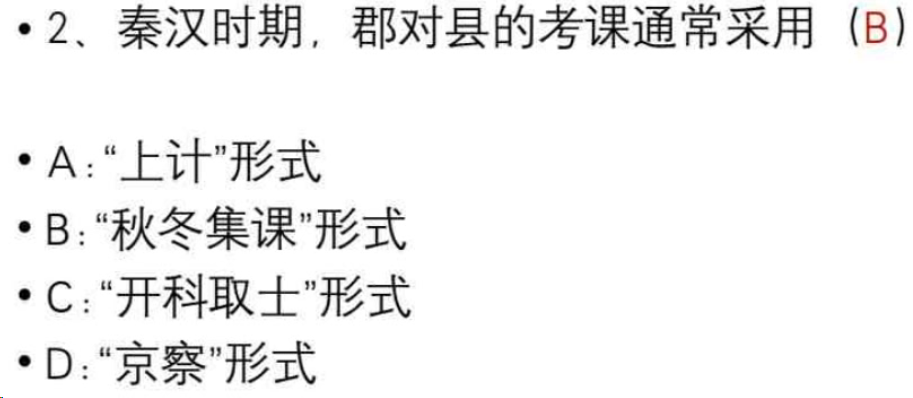 • 2、秦汉时期，郡对县的考课通常采用（B）
• A:“上计”形式
• B:“秋冬集课”形式
• C:“开科取士”形式
• D:“京察”形式